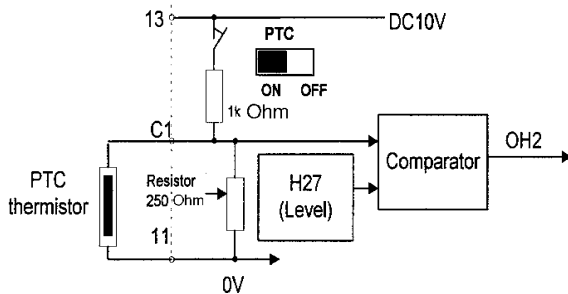 13
DC10V
PTC
ON OFF
1k Ohm
C1
PTC
thermistor
Resistor
250 Ohm
H27
(Level)
Comparator
OH2
11
0V